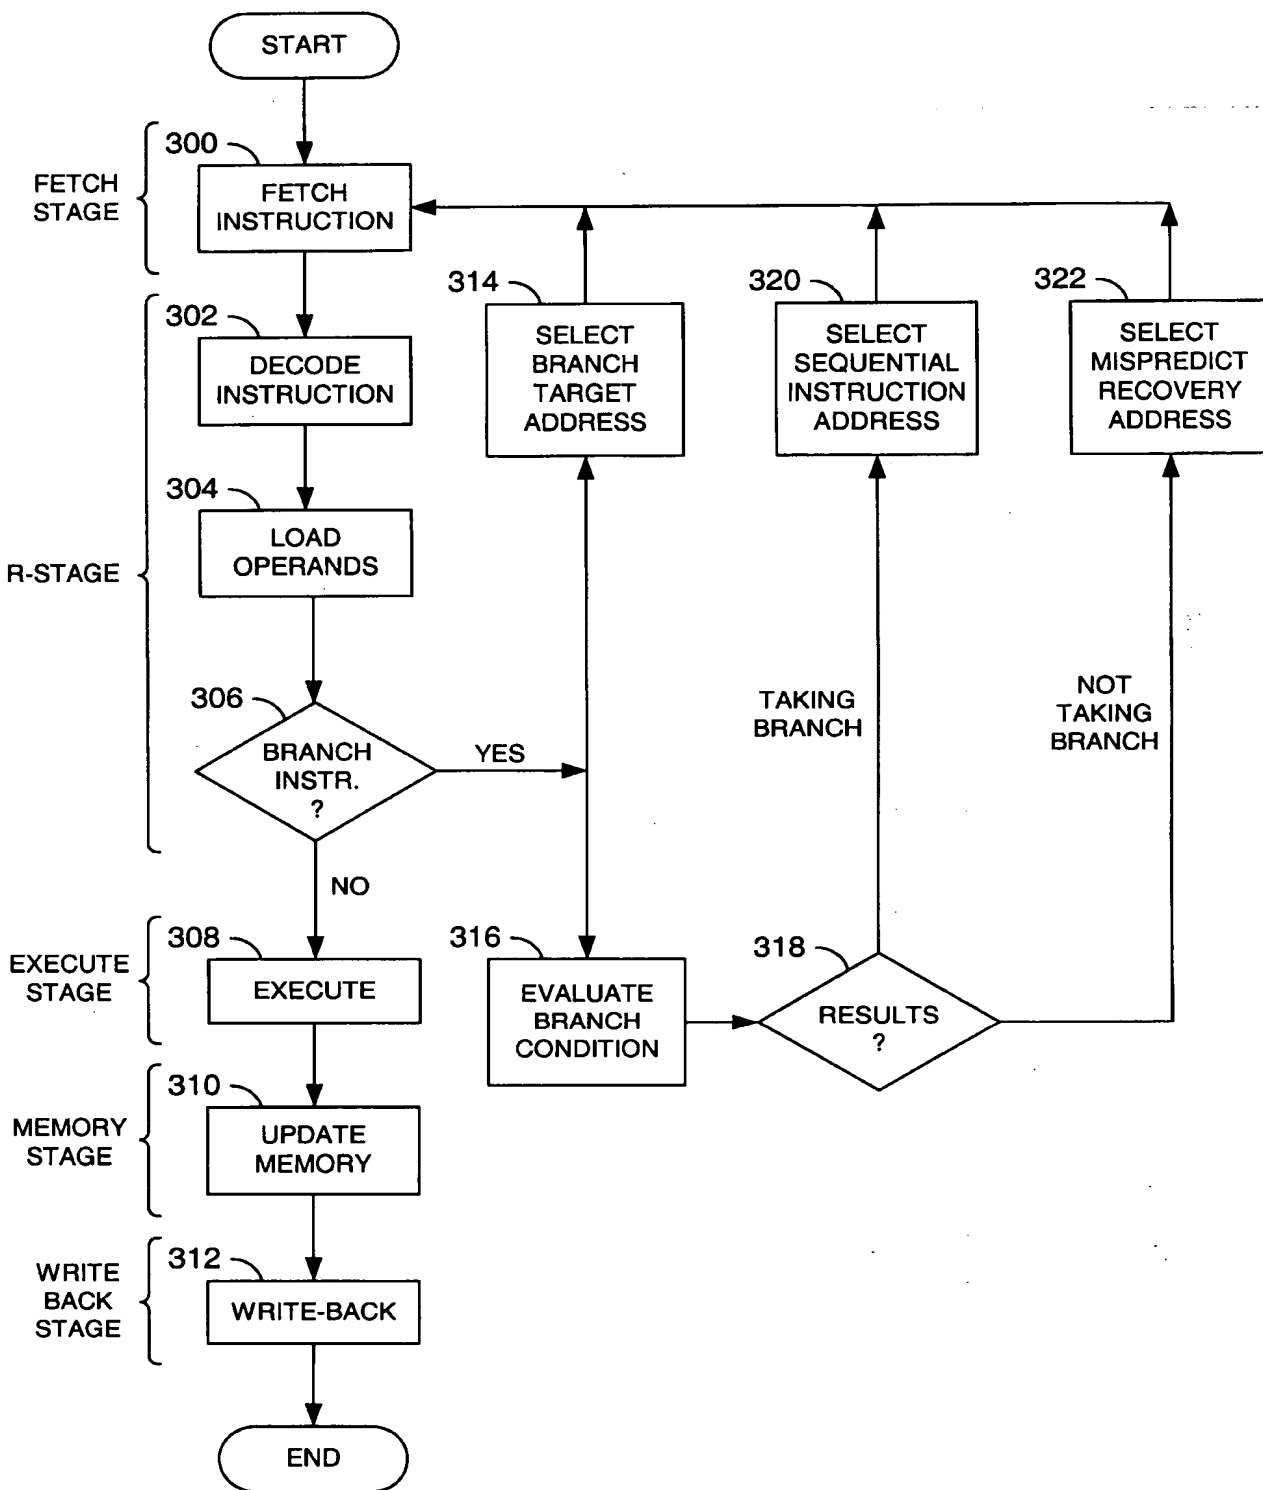 START
300
FETCH
STAGE
FETCH
INSTRUCTION
302
DECODE
INSTRUCTION
314
SELECT
BRANCH
TARGET
ADDRESS
320
SELECT
SEQUENTIAL
INSTRUCTION
ADDRESS
322
SELECT
MISPREDICT
RECOVERY
ADDRESS
304
LOAD
OPERANDS
R-STAGE
306
BRANCH
INSTR.
?
YES
TAKING
BRANCH
NOT
TAKING
BRANCH
NO
EXECUTE
STAGE
308
EXECUTE
316
EVALUATE
BRANCH
CONDITION
318
RESULTS
?
MEMORY
STAGE
310
UPDATE
MEMORY
WRITE
BACK
STAGE
312
WRITE-BACK
END